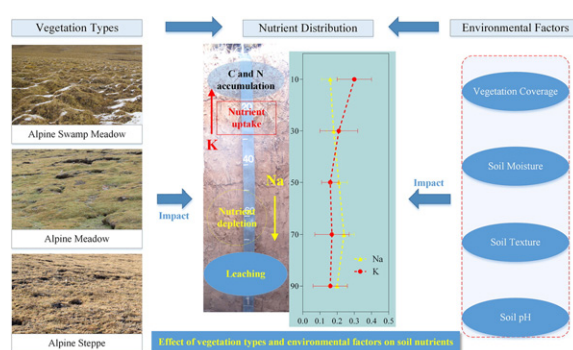 Vegetation Types
Nutrient Distribution
Environmental Factors
Alpine Swamp Meadow
Alpine Meadow
Alpine Steppe
Impact
C and N
accumulation
Nutrient
uptake
K
40
Na
Nutrient
depletion
Leaching
10
30
50
70
90
Na
K
0.0 0.1 0.2 0.3 0.4 0.5
Impact
Vegetation Coverage
Soil Moisture
Soil Texture
Soil pH
Effect of vegetation types and environmental factors on soil nutrients